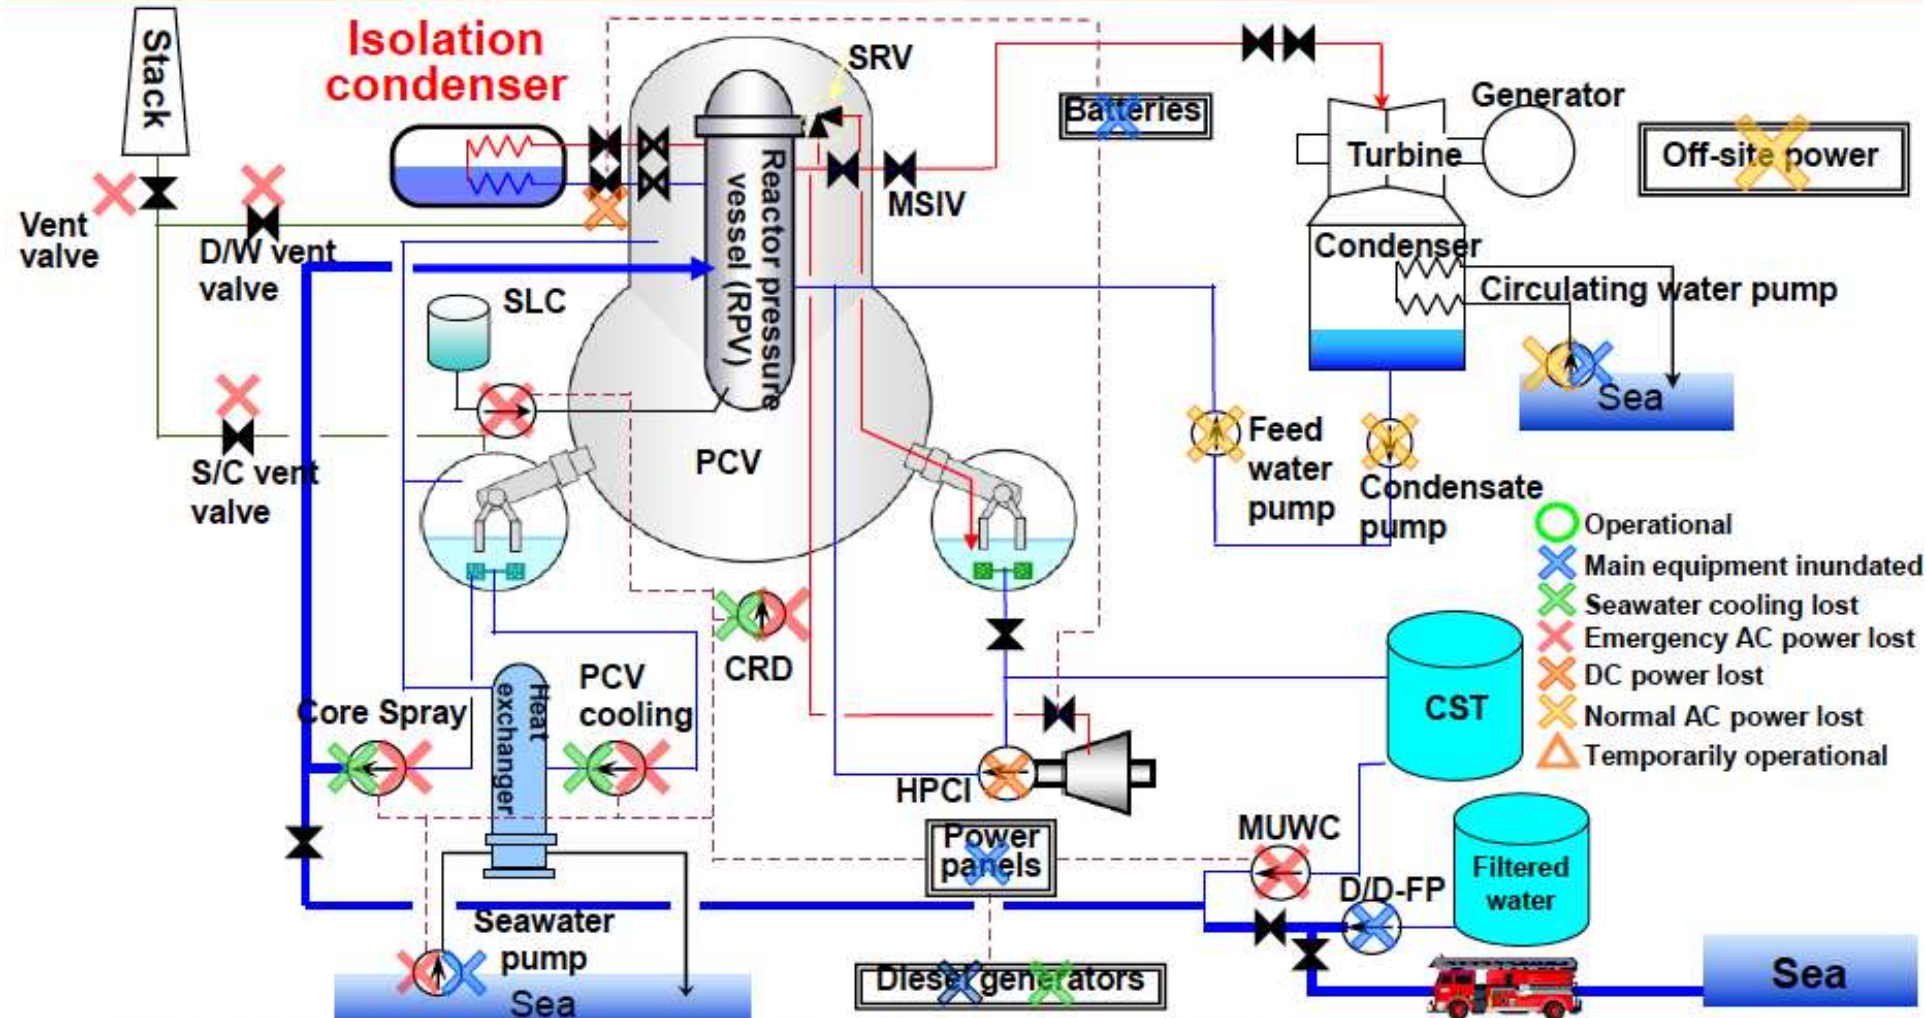 Stack
Isolation
condenser
SRV
Batteries
Generator
Turbine
Off-site power
MSIV
Vent
valve
D/W vent
valve
Reactor pressure
vessel (RPV)
Condenser
Circulating water pump
SLC
Sea
S/C vent
valve
PCV
Feed
water
pump
Condensate
pump
Operational
Main equipment inundated
Seawater cooling lost
Emergency AC power lost
DC power lost
Normal AC power lost
Temporarily operational
CRD
PCV
cooling
Core Spray
Heat
exchanger
HPCI
CST
Power
panels
MUWC
D/D-FP
Filtered
water
Seawater
pump
Sea
Diesel generators
Sea